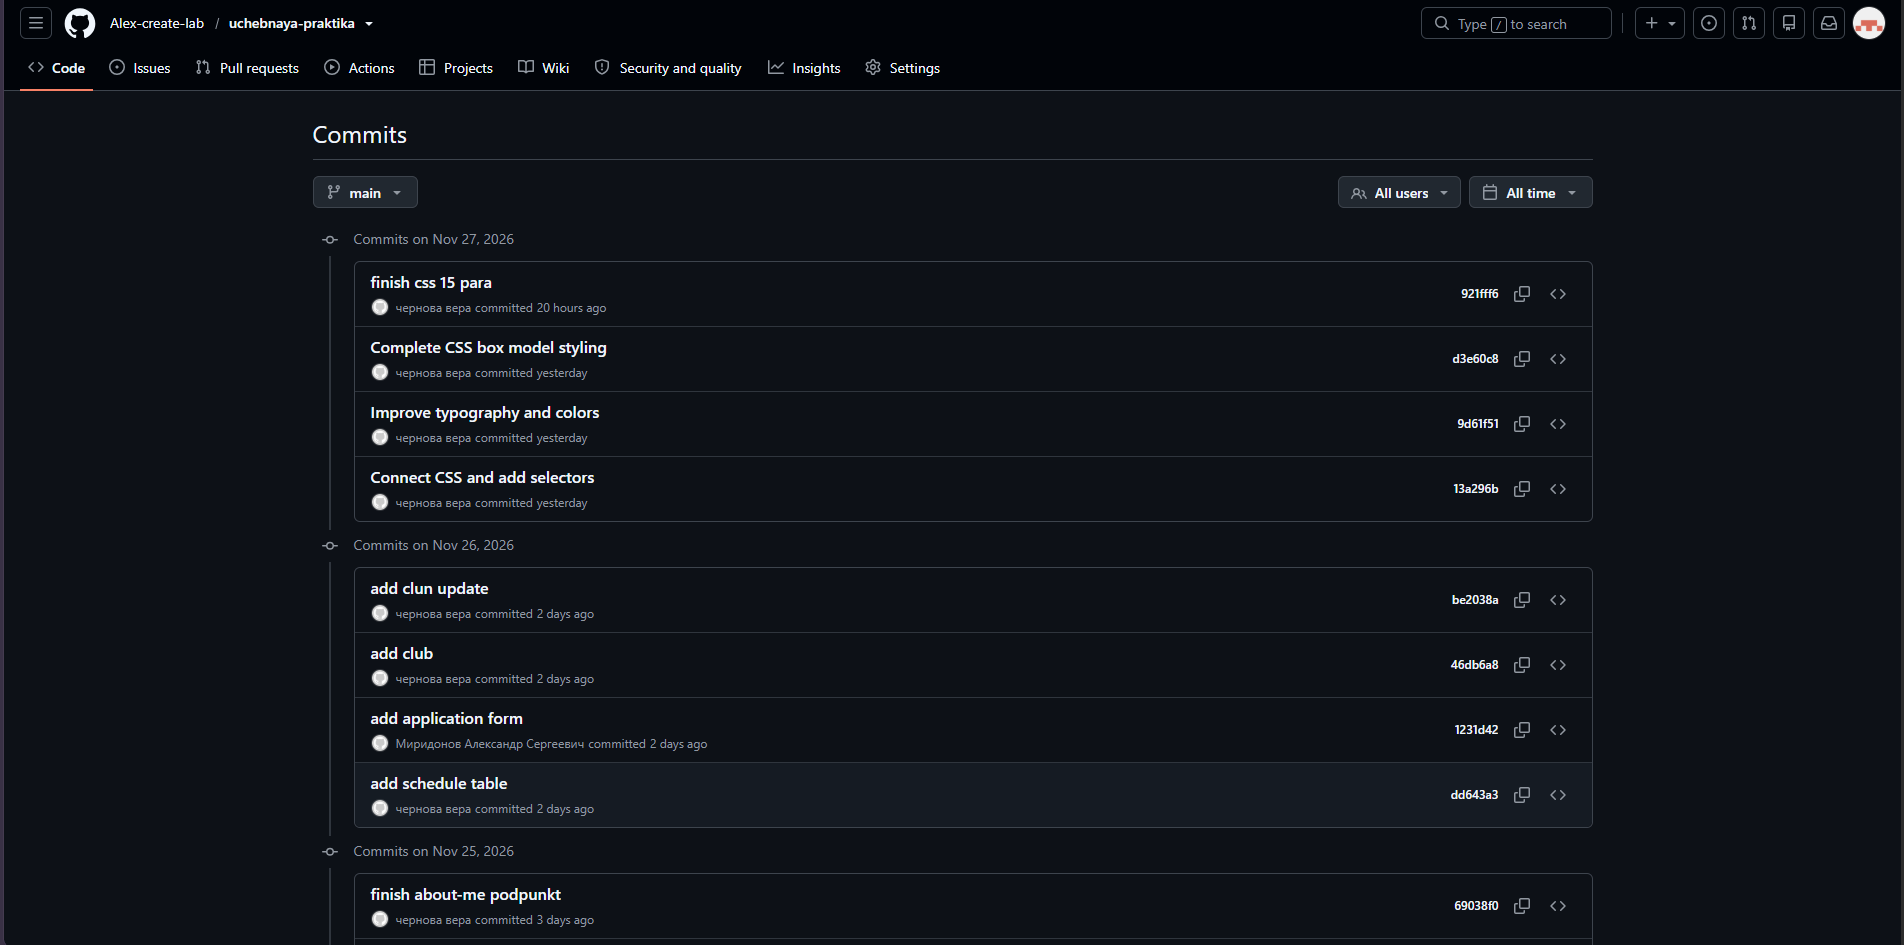 Alex-create-lab / uchebnaya-praktika
Type / to search
Code
Issues
Pull requests
Actions
Projects
Wiki
Security and quality
Insights
Settings
Commits
main
All users
All time
Commits on Nov 27, 2026
finish css 15 para
чернова вера committed 20 hours ago
921fff6
Complete CSS box model styling
чернова вера committed yesterday
d3e60c8
Improve typography and colors
чернова вера committed yesterday
9d61f51
Connect CSS and add selectors
чернова вера committed yesterday
13a296b
Commits on Nov 26, 2026
add clun update
чернова вера committed 2 days ago
be2038a
add club
чернова вера committed 2 days ago
46db6a8
add application form
Миридонов Александр Сергеевич committed 2 days ago
1231d42
add schedule table
чернова вера committed 2 days ago
dd643a3
Commits on Nov 25, 2026
finish about-me podpunkt
чернова вера committed 3 days ago
69038f0